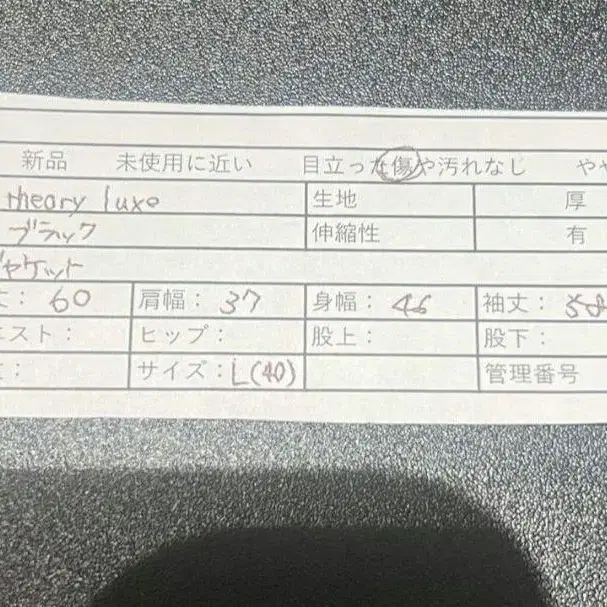 新品 未使用に近い 目立った傷や汚れなし やや
theory luxe 生地 厚
ブラック 伸縮性 有
ジャケット
丈：60 肩幅：37 身幅：46 袖丈：58
エスト： ヒップ： 股上： 股下：
： サイズ：L(40) 管理番号